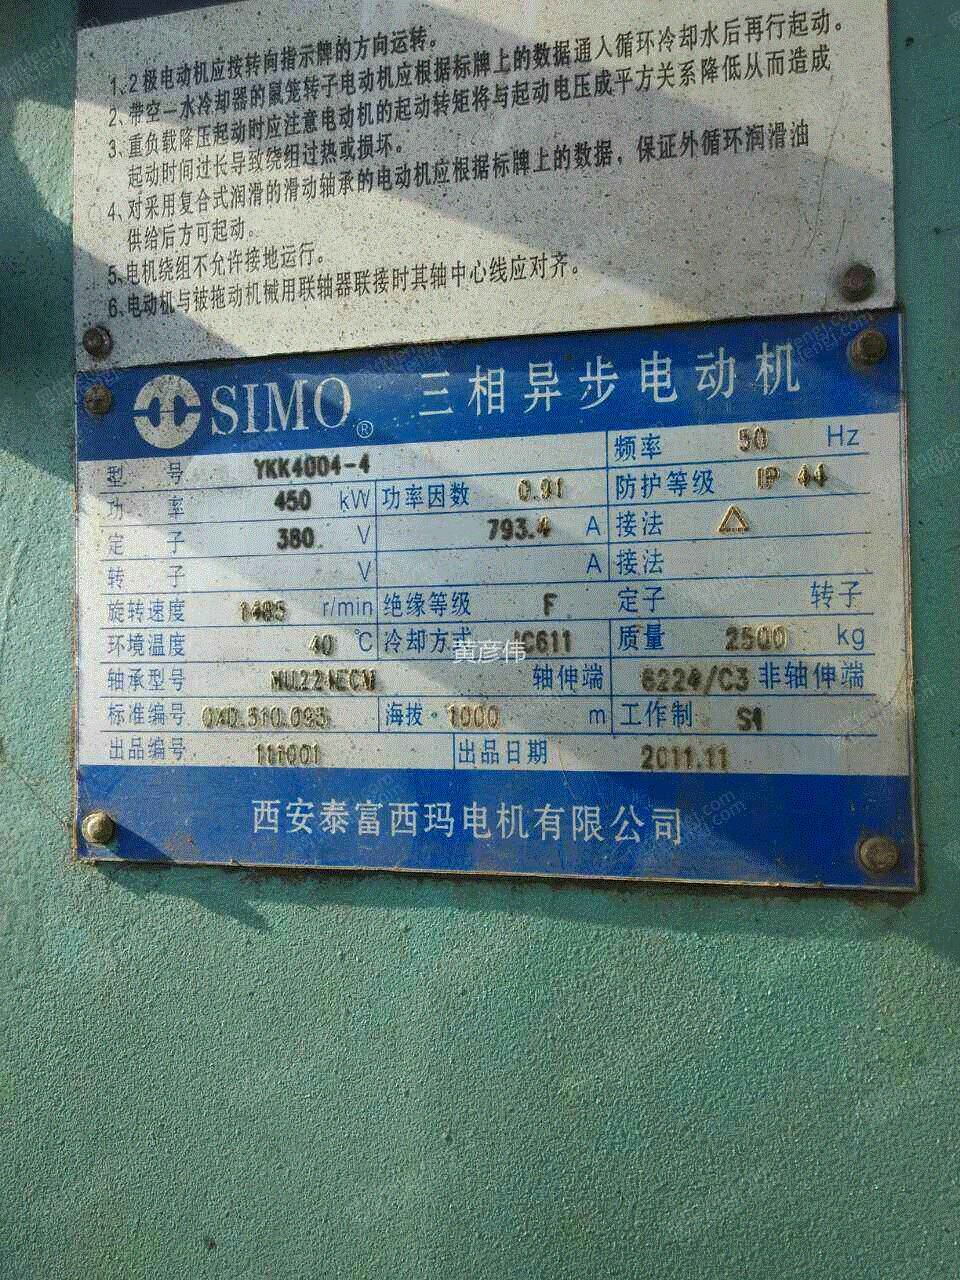 1、2极电动机应按转向指示牌的方向运转。
2、带空一水冷却器的鼠笼转子电动机应根据标牌上的数据通入循环冷却水后再行起动。
3、重负载降压起动时应注意电动机的起动转矩将与起动电压成平方关系降低从而造成
起动时间过长导致绕组过热或损坏。
4、对采用复合式润滑的滑动轴承的电动机应根据标牌上的数据，保证外循环润滑油
供给后方可起动。
5、电机绕组不允许接地运行。
6、电动机与被拖动机械用联轴器联接时其轴中心线应对齐。
SIMO® 三相异步电动机
型号 YKK4004-4 频率 50 Hz
功率 450 kW 功率因数 0.91 防护等级 IP 44
定子 380 V 793.4 A 接法 △
转子 V A 接法
旋转速度 1485 r/min 绝缘等级 F 定子 转子
环境温度 40 ℃ 冷却方式 IC611 质量 2500 kg
轴承型号 轴伸端 6224/C3 非轴伸端
标准编号 海拔 · 1000 m 工作制 S1
出品编号 111001 出品日期 2011.11
西安泰富西玛电机有限公司
黄彦伟